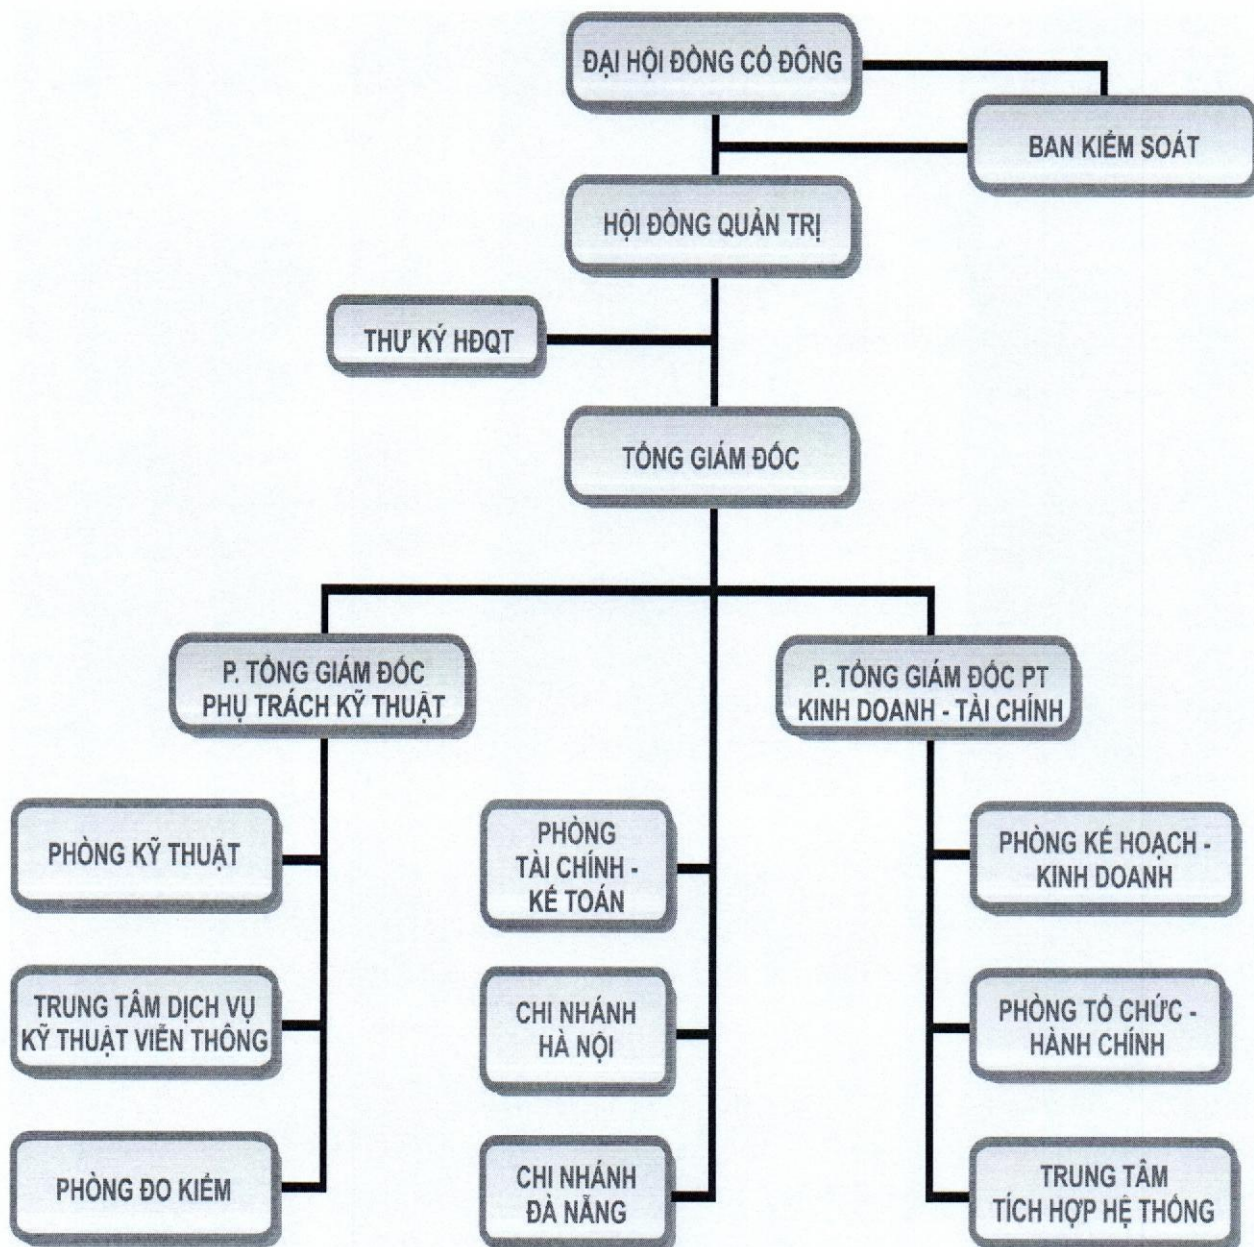 ĐẠI HỘI ĐỒNG CỔ ĐÔNG
BAN KIỂM SOÁT
HỘI ĐỒNG QUẢN TRỊ
THƯ KÝ HĐQT
TỔNG GIÁM ĐỐC
P. TỔNG GIÁM ĐỐC
PHỤ TRÁCH KỸ THUẬT
P. TỔNG GIÁM ĐỐC PT
KINH DOANH - TÀI CHÍNH
PHÒNG KỸ THUẬT
PHÒNG
TÀI CHÍNH -
KẾ TOÁN
PHÒNG KẾ HOẠCH -
KINH DOANH
TRUNG TÂM DỊCH VỤ
KỸ THUẬT VIỄN THÔNG
CHI NHÁNH
HÀ NỘI
PHÒNG TỔ CHỨC -
HÀNH CHÍNH
PHÒNG ĐO KIỂM
CHI NHÁNH
ĐÀ NẴNG
TRUNG TÂM
TÍCH HỢP HỆ THỐNG